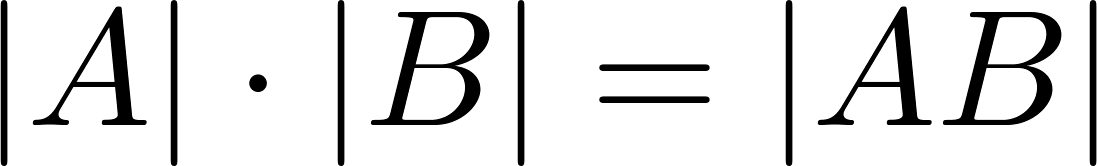 |A| · |B| = |AB|